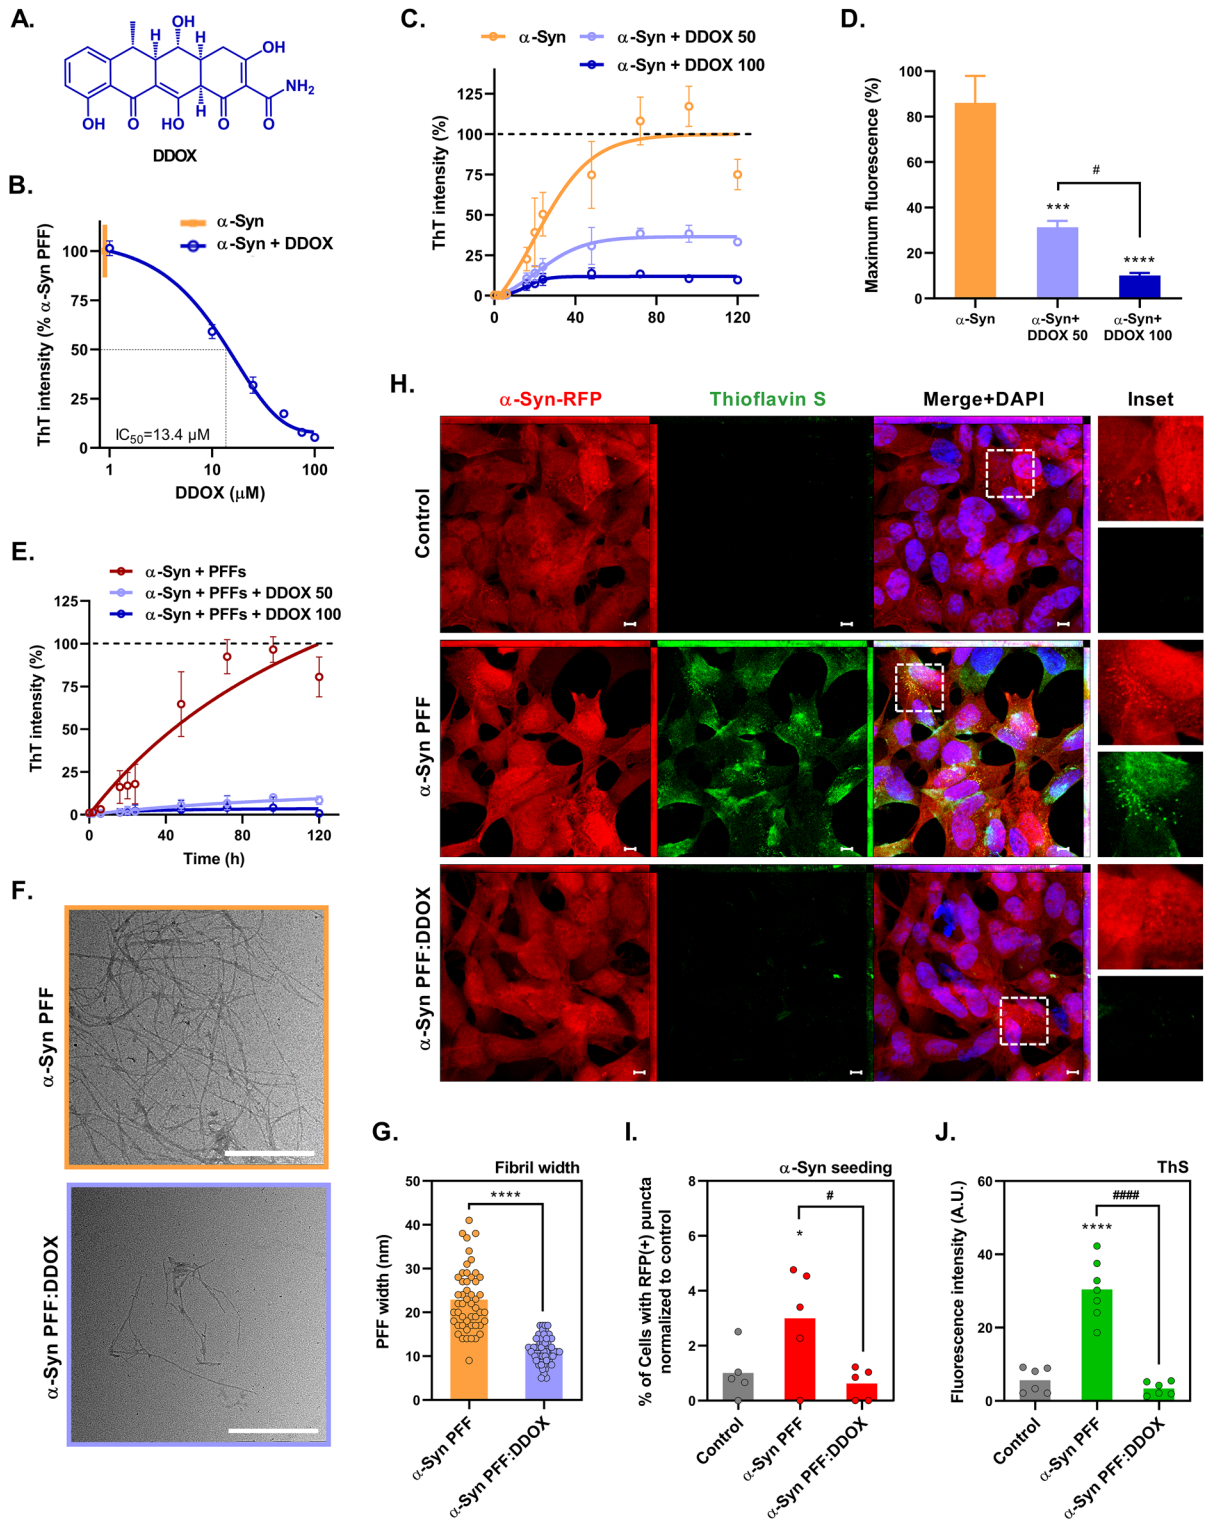 A.
OH
H
H
OH
NH2
H
OH
O
HO
O
O
DDOX
B.
α-Syn
α-Syn + DDOX
ThT intensity (% α-Syn PFF)
100
75
50
25
0
IC50=13.4 μM
1
10
100
DDOX (μM)
C.
α-Syn
α-Syn + DDOX 50
α-Syn + DDOX 100
ThT intensity (%)
125
100
75
50
25
0
0
40
80
120
D.
Maximum fluorescence (%)
100
80
60
40
20
0
#
***
****
α-Syn
α-Syn+
DDOX 50
α-Syn+
DDOX 100
E.
α-Syn + PFFs
α-Syn + PFFs + DDOX 50
α-Syn + PFFs + DDOX 100
ThT intensity (%)
125
100
75
50
25
0
0
40
80
120
Time (h)
F.
α-Syn PFF
α-Syn PFF:DDOX
H.
α-Syn-RFP
Thioflavin S
Merge+DAPI
Inset
Control
α-Syn PFF
α-Syn PFF:DDOX
G.
Fibril width
PFF width (nm)
50
40
30
20
10
0
****
α-Syn PFF
α-Syn PFF:DDOX
I.
α-Syn seeding
% of Cells with RFP(+) puncta
normalized to control
8
6
4
2
0
#
*
Control
α-Syn PFF
α-Syn PFF:DDOX
J.
ThS
Fluorescence intensity (A.U.)
60
40
20
0
####
****
Control
α-Syn PFF
α-Syn PFF:DDOX